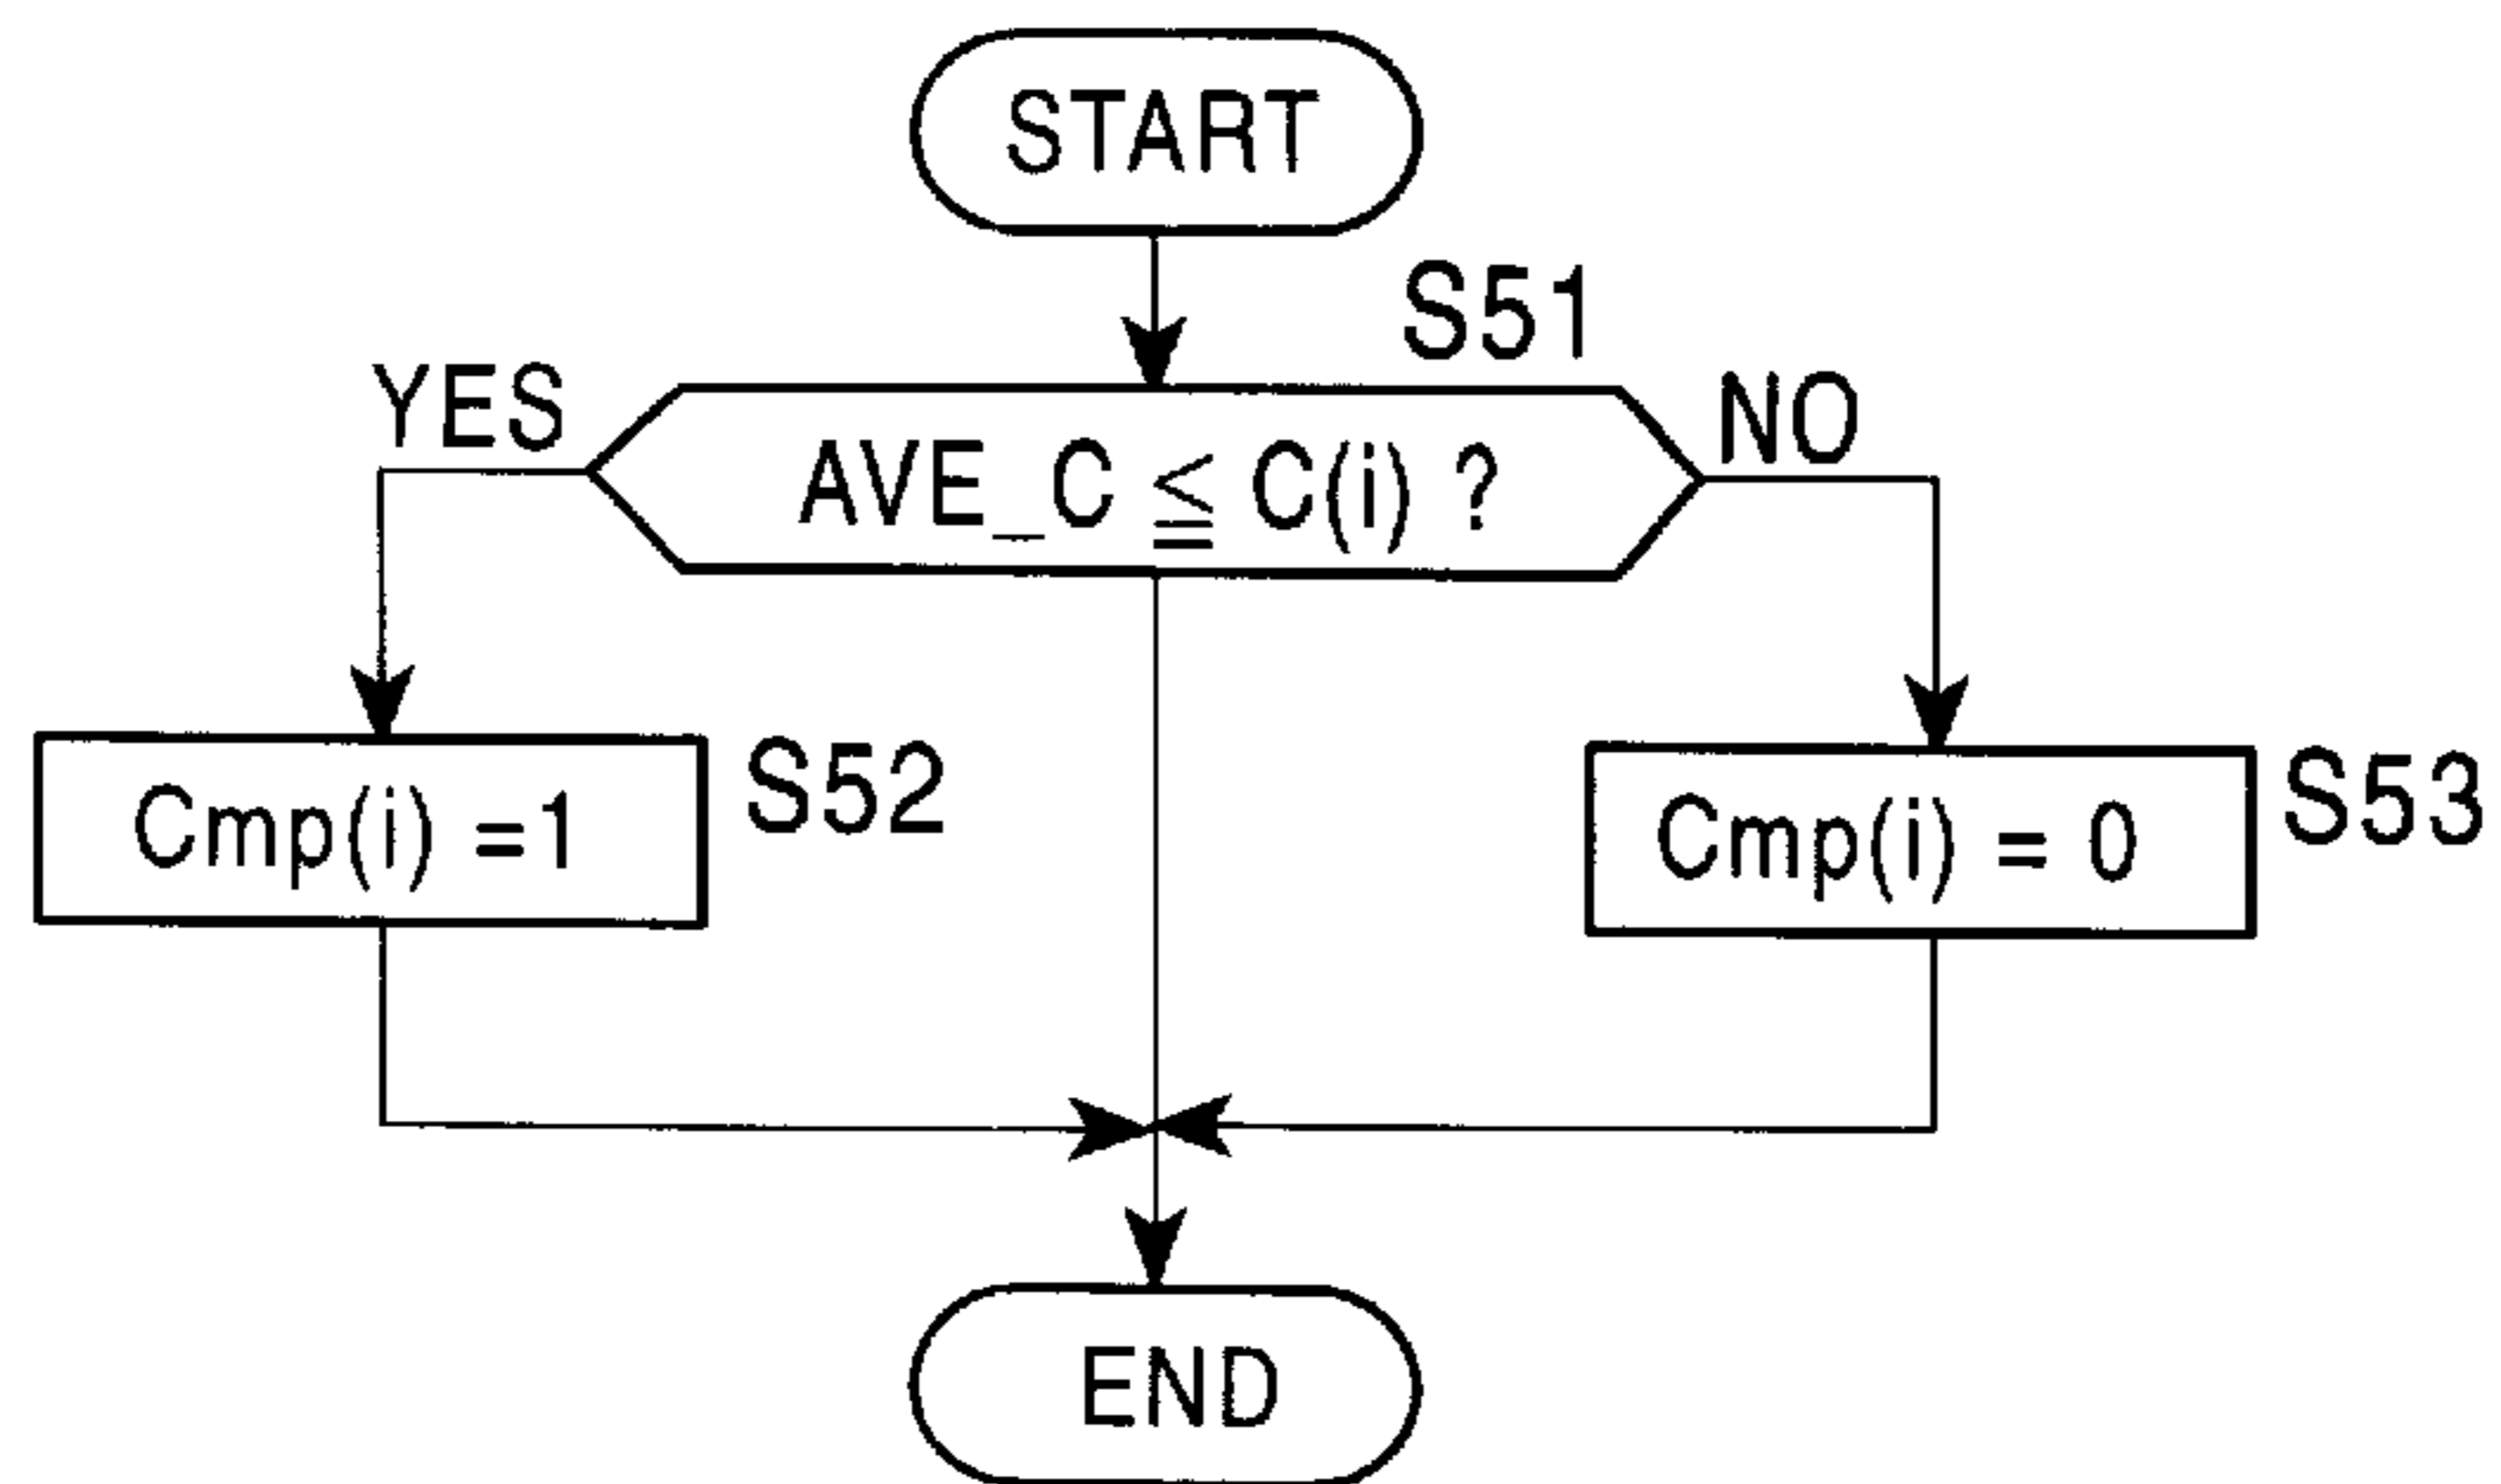 START
S51
YES
NO
AVE_C ≦ C(i) ?
Cmp(i) =1
S52
Cmp(i) = 0
S53
END